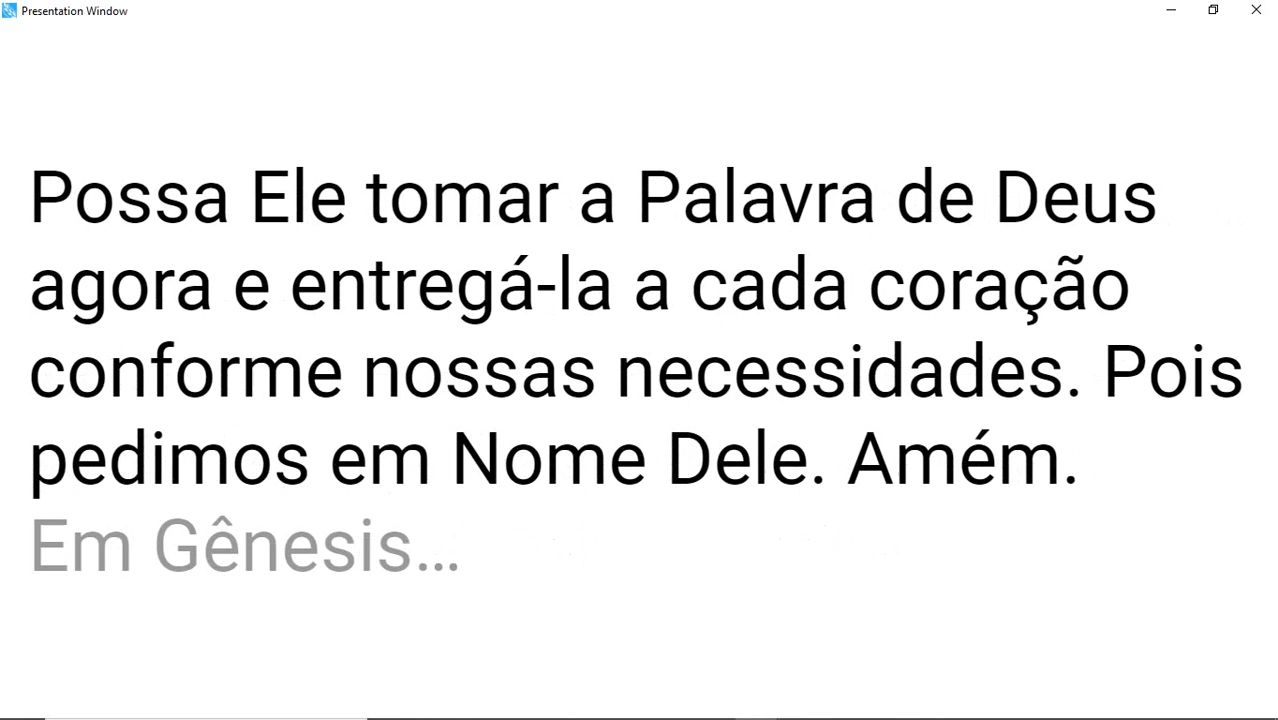 Presentation Window
Possa Ele tomar a Palavra de Deus
agora e entregá-la a cada coração
conforme nossas necessidades. Pois
pedimos em Nome Dele. Amém.
Em Gênesis...